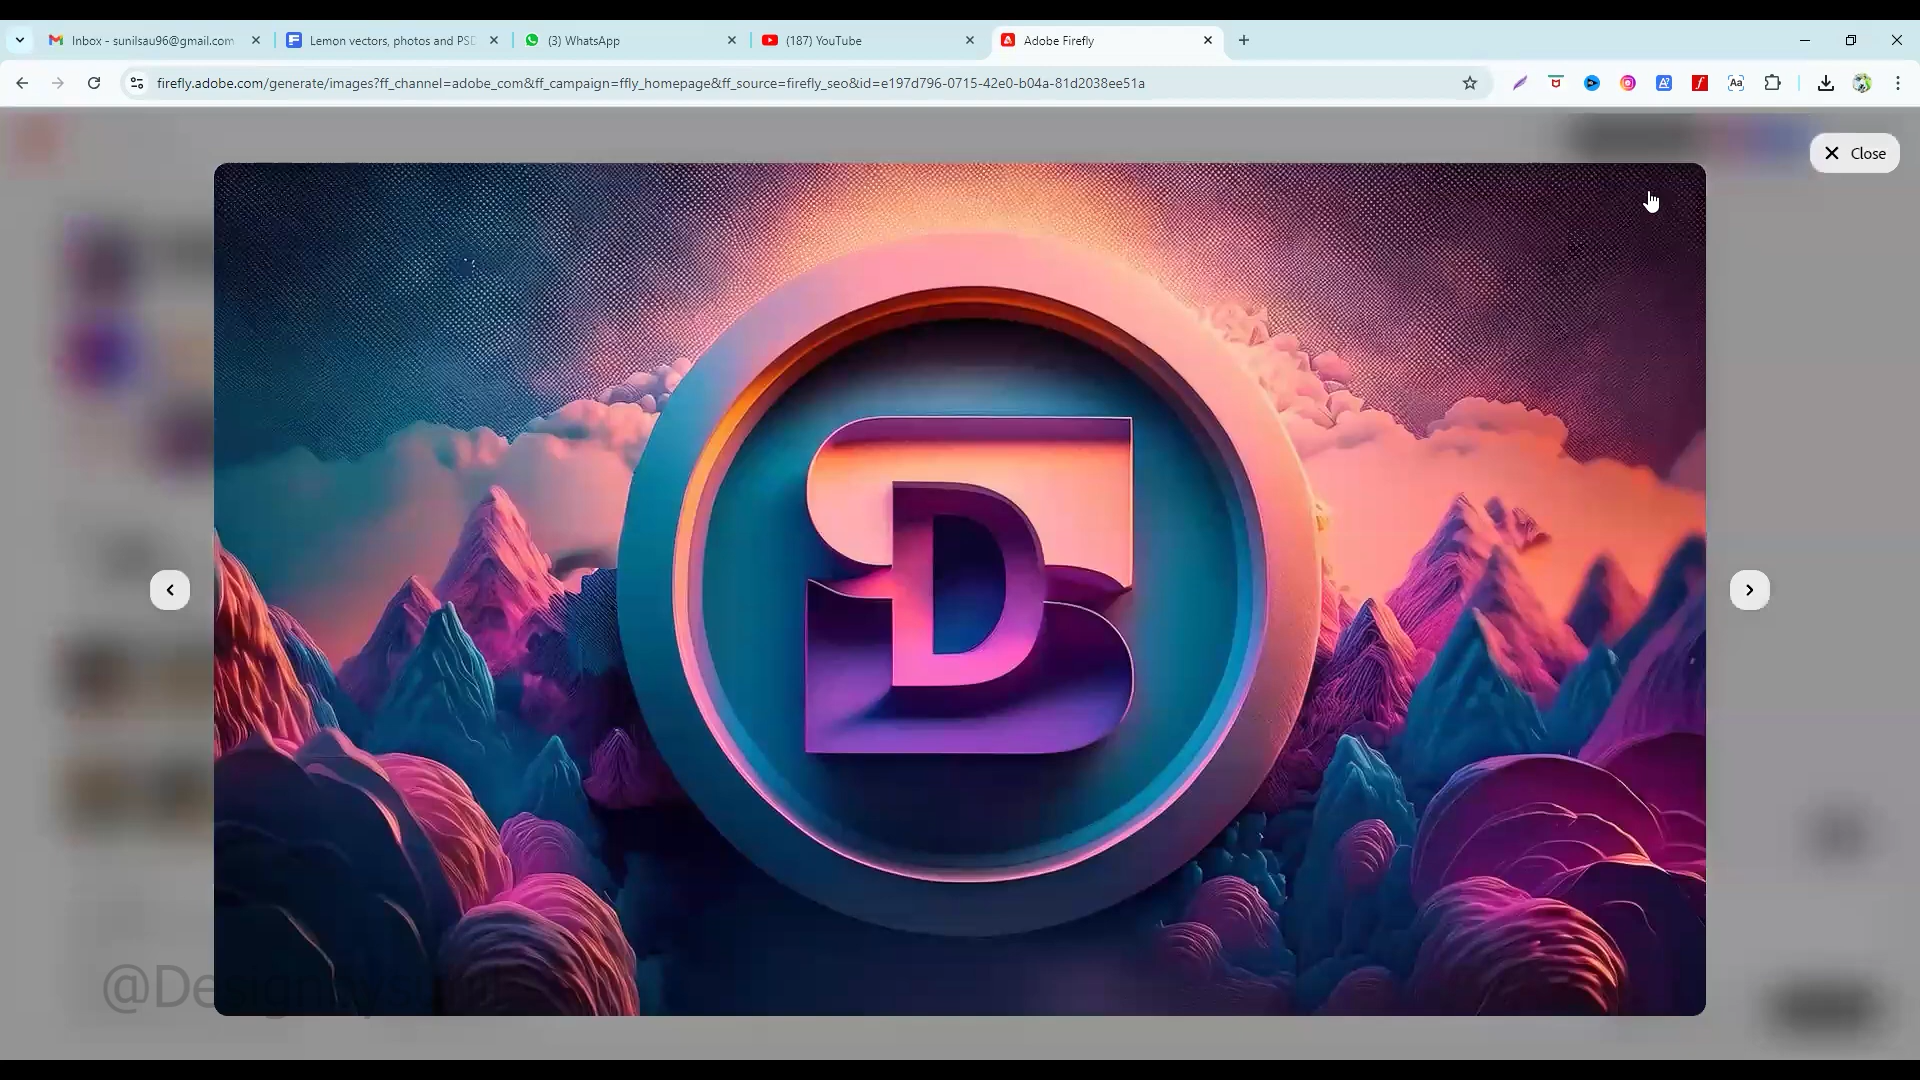 Inbox - sunilsau96@gmail.com
Lemon vectors, photos and PSD
(3) WhatsApp
(187) YouTube
Adobe Firefly
firefly.adobe.com/generate/images?ff_channel=adobe_com&ff_campaign=ffly_homepage&ff_source=firefly_seo&id=e197d796-0715-42e0-b04a-81d2038ee51a
Close
D
@Designbysunil